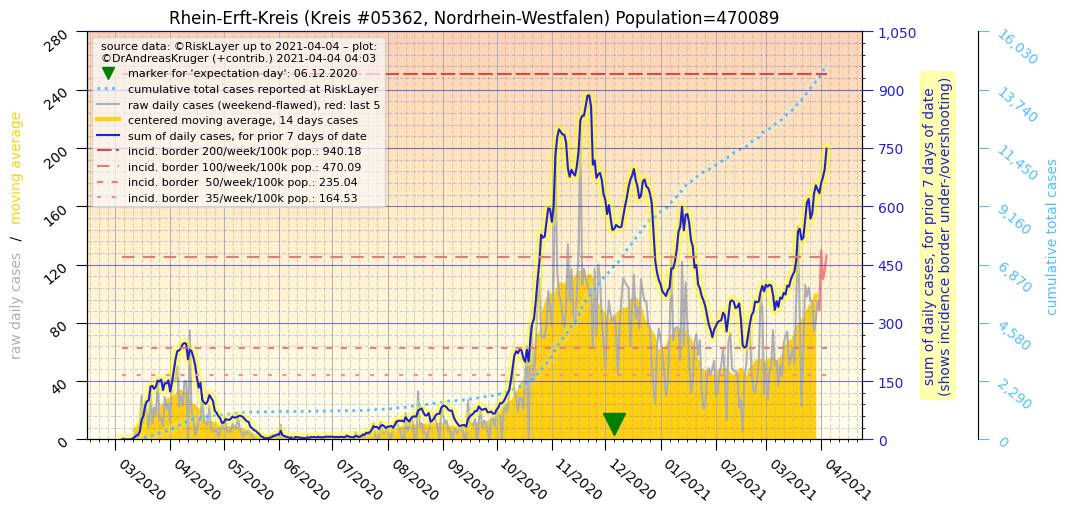 Rhein-Erft-Kreis (Kreis #05362, Nordrhein-Westfalen) Population=470089
source data: ©RiskLayer up to 2021-04-04 – plot:
©DrAndreasKruger (+contrib.) 2021-04-04 04:03
marker for 'expectation day': 06.12.2020
cumulative total cases reported at RiskLayer
raw daily cases (weekend-flawed), red: last 5
centered moving average, 14 days cases
sum of daily cases, for prior 7 days of date
incid. border 200/week/100k pop.: 940.18
incid. border 100/week/100k pop.: 470.09
incid. border  50/week/100k pop.: 235.04
incid. border  35/week/100k pop.: 164.53
raw daily cases  /  moving average
280
240
200
160
120
80
40
0
03/2020
04/2020
05/2020
06/2020
07/2020
08/2020
09/2020
10/2020
11/2020
12/2020
01/2021
02/2021
03/2021
04/2021
1,050
900
750
600
450
300
150
0
sum of daily cases, for prior 7 days of date
(shows incidence border under-/overshooting)
16,030
13,740
11,450
9,160
6,870
4,580
2,290
0
cumulative total cases